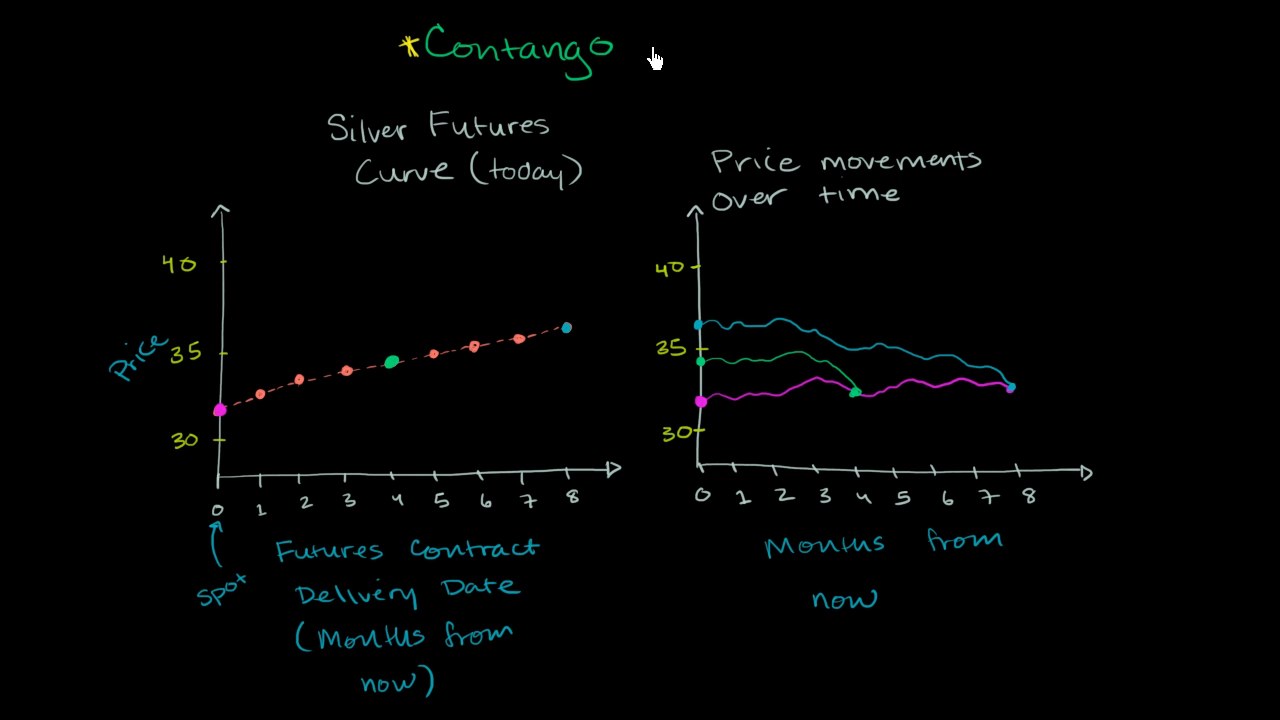 *Contango
Silver Futures
Curve (today)
Price movements
over time
40
35
30
Price
0 1 2 3 4 5 6 7 8
spot
Futures Contract
Delivery Date
(Months from
now)
40
35
30
0 1 2 3 4 5 6 7 8
Months from
now